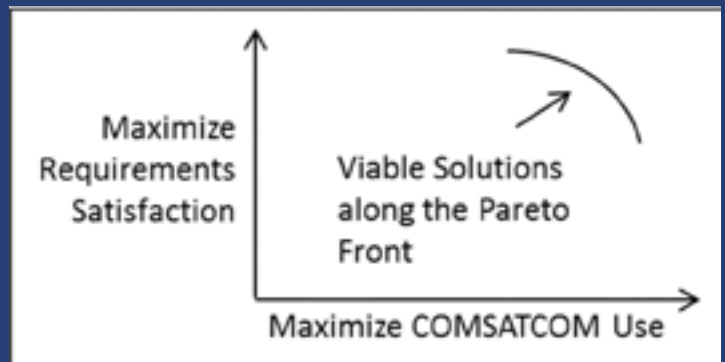 Maximize
Requirements
Satisfaction
Viable Solutions
along the Pareto
Front
Maximize COMSATCOM Use